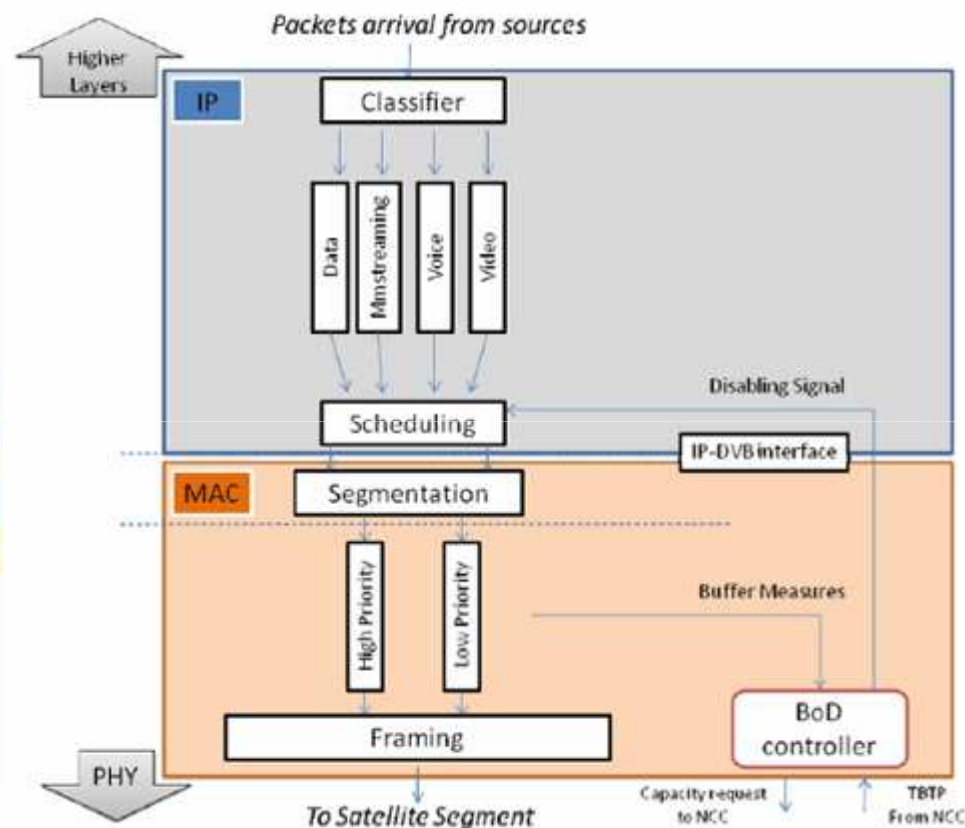 Packets arrival from sources
Higher
Layers
IP
Classifier
Data
Mmstreaming
Voice
Video
Disabling Signal
Scheduling
IP-DVB interface
MAC
Segmentation
High Priority
Low Priority
Buffer Measures
BoD
controller
Framing
PHY
To Satellite Segment
Capacity request
to NCC
TBTP
From NCC